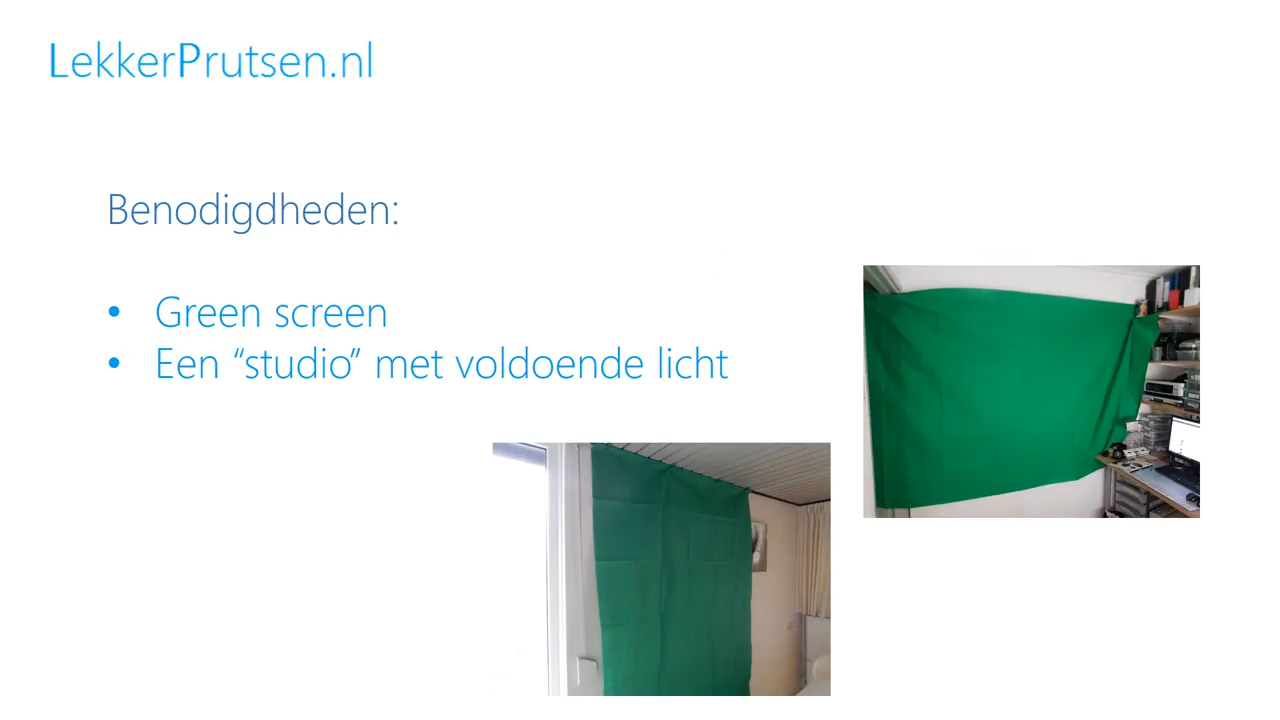 LekkerPrutsen.nl
Benodigdheden:
• Green screen
• Een “studio” met voldoende licht